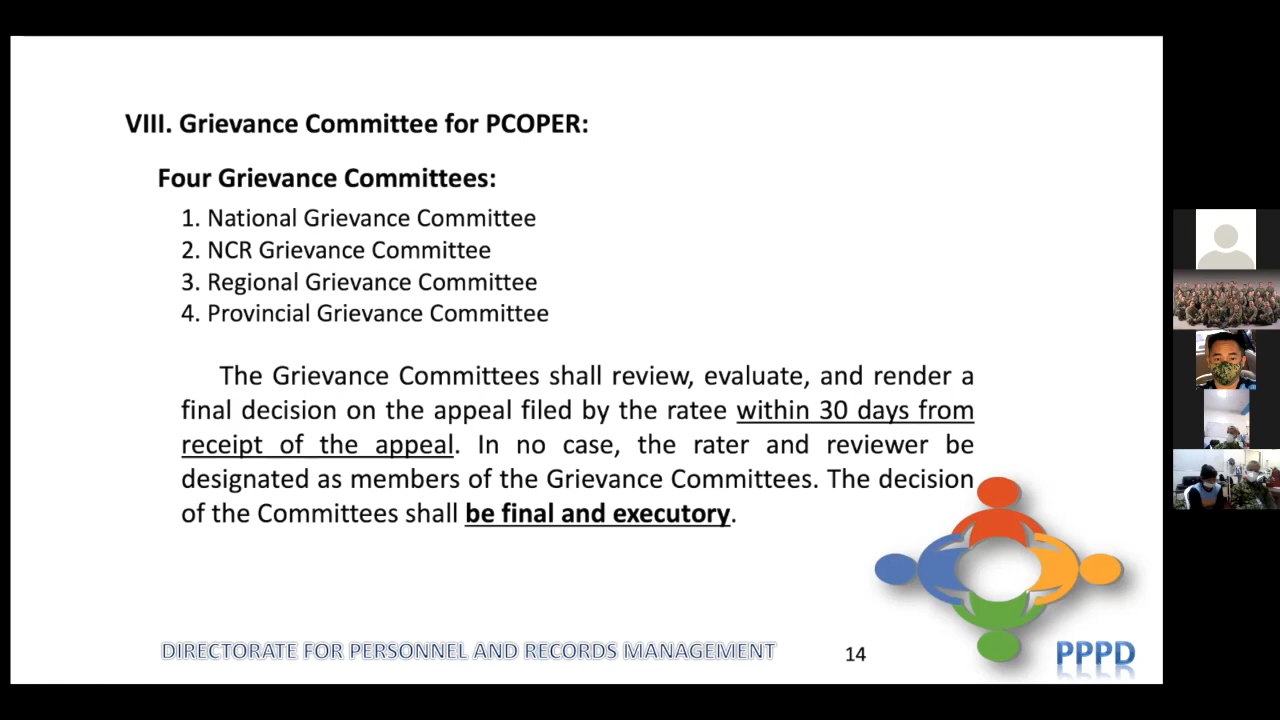 VIII. Grievance Committee for PCOPER:
Four Grievance Committees:
1. National Grievance Committee
2. NCR Grievance Committee
3. Regional Grievance Committee
4. Provincial Grievance Committee
The Grievance Committees shall review, evaluate, and render a
final decision on the appeal filed by the ratee within 30 days from
receipt of the appeal. In no case, the rater and reviewer be
designated as members of the Grievance Committees. The decision
of the Committees shall be final and executory.
DIRECTORATE FOR PERSONNEL AND RECORDS MANAGEMENT
14
PPPD